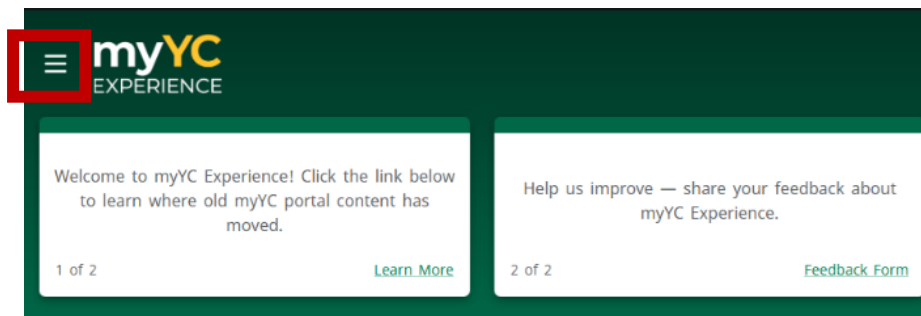 myYC
EXPERIENCE
Welcome to myYC Experience! Click the link below
to learn where old myYC portal content has
moved.
1 of 2
Learn More
Help us improve — share your feedback about
myYC Experience.
2 of 2
Feedback Form